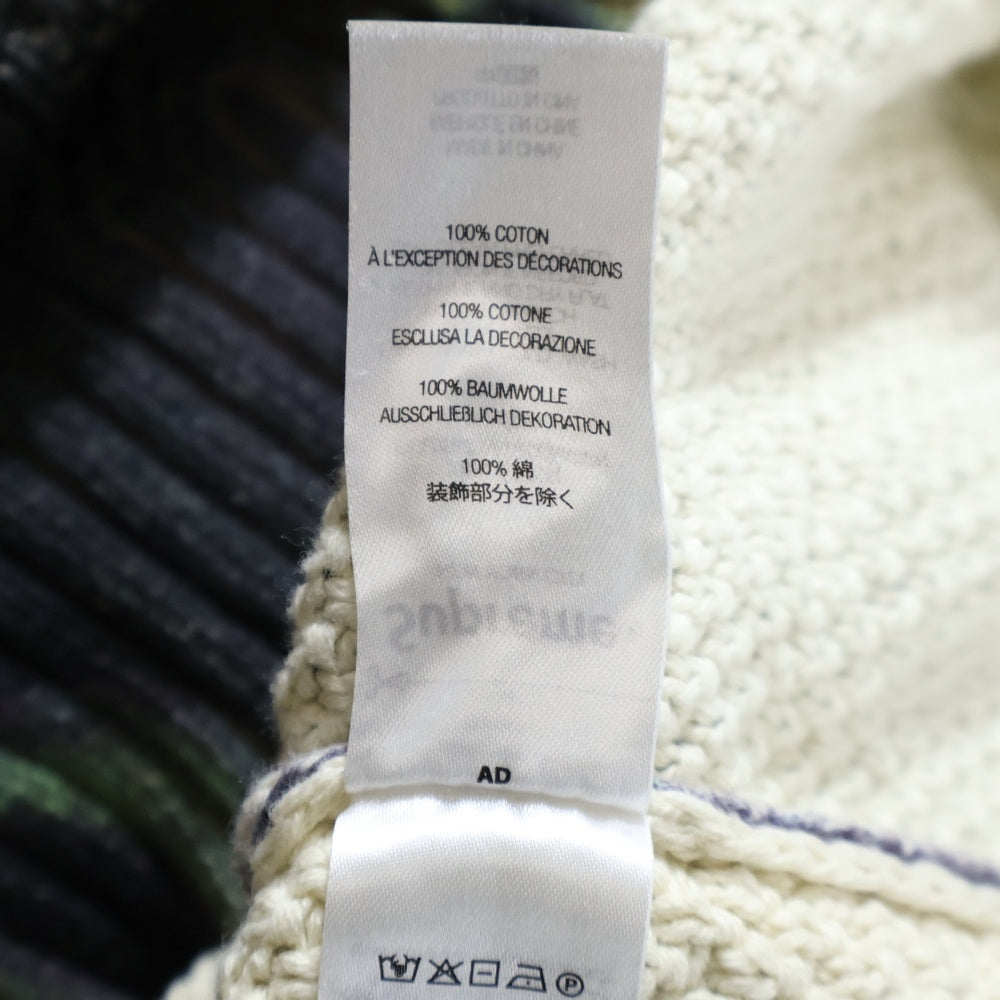 100% COTON
À L'EXCEPTION DES DÉCORATIONS
100% COTONE
ESCLUSA LA DECORAZIONE
100% BAUMWOLLE
AUSSCHLIEßLICH DEKORATION
100% 綿
装飾部分を除く
Supreme
AD
P